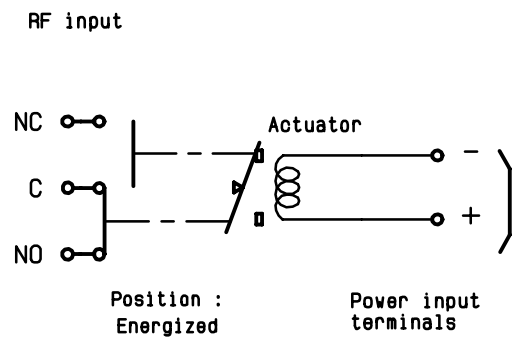 RF input
NC
Actuator
−
C
+
NO
Position :
Energized
Power input
terminals